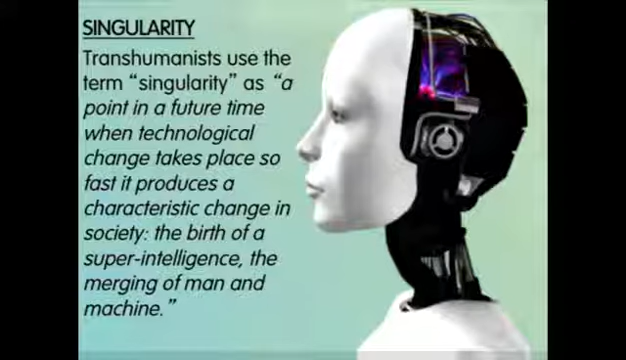 SINGULARITY
Transhumanists use the
term “singularity” as “a
point in a future time
when technological
change takes place so
fast it produces a
characteristic change in
society: the birth of a
super-intelligence, the
merging of man and
machine.”